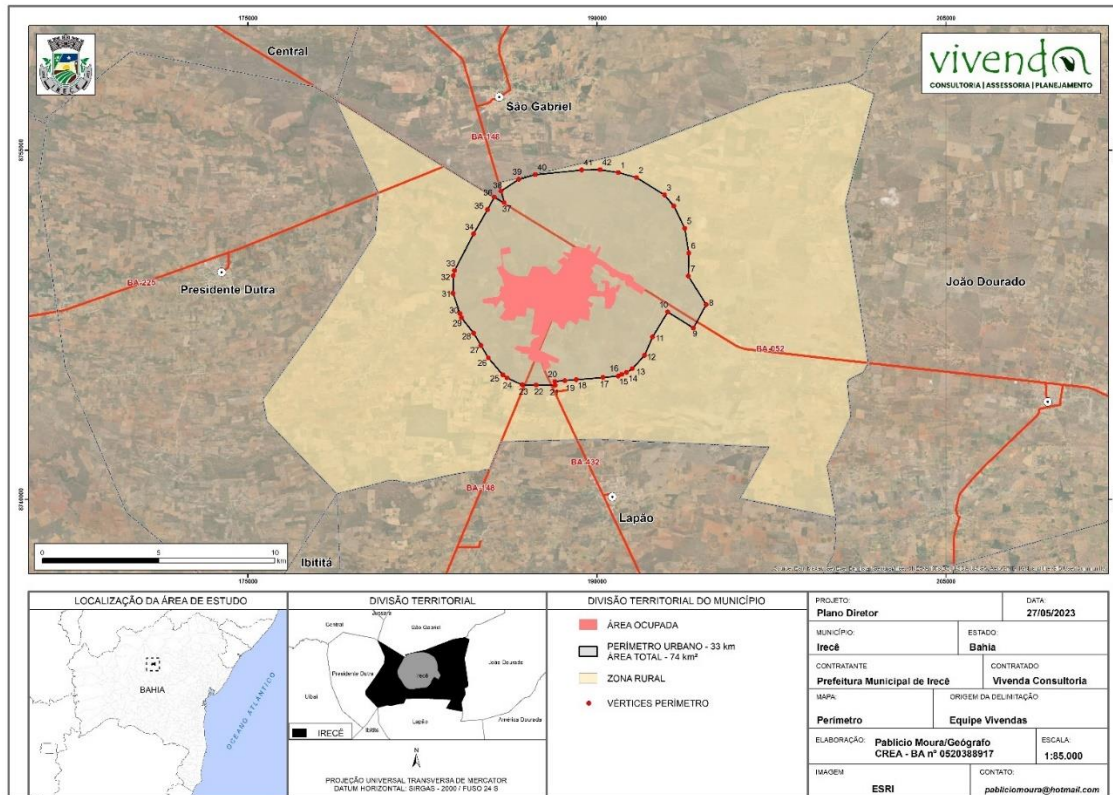 175000
190000
205000
Central
IRECÊ
vivenda
CONSULTORIA | ASSESSORIA | PLANEJAMENTO
São Gabriel
BA-148
8755000
8755000
40
41
42
1
39
2
38
36
3
37
35
4
34
5
6
33
32
7
Presidente Dutra
BA-225
João Dourado
31
8
30
10
29
9
28
11
BA-052
27
12
26
13
25
24
20
16
14
15
23
22
21
19
18
17
BA-432
BA-148
8740000
8740000
Lapão
0
5
10
km
Ibititá
175000
190000
205000
LOCALIZAÇÃO DA ÁREA DE ESTUDO
BAHIA
OCEANO ATLANTICO
DIVISÃO TERRITORIAL
Central
São Gabriel
Presidente Dutra
João Dourado
Irecê
Uibaí
Lapão
América Dourada
Ibititá
IRECÊ
N
PROJEÇÃO UNIVERSAL TRANSVERSA DE MERCATOR
DATUM HORIZONTAL: SIRGAS - 2000 / FUSO 24 S
DIVISÃO TERRITORIAL DO MUNICÍPIO
ÁREA OCUPADA
PERÍMETRO URBANO - 33 km
ÁREA TOTAL - 74 km²
ZONA RURAL
VÉRTICES PERÍMETRO
PROJETO:
Plano Diretor
DATA:
27/05/2023
MUNICÍPIO:
Irecê
ESTADO:
Bahia
CONTRATANTE
Prefeitura Municipal de Irecê
CONTRATADO
Vivenda Consultoria
MAPA:
Perímetro
ORIGEM DA DELIMITAÇÃO
Equipe Vivendas
ELABORAÇÃO:
Pablicio Moura/Geógrafo
CREA - BA nº 0520388917
ESCALA:
1:85.000
IMAGEM
ESRI
CONTATO:
pabliciomoura@hotmail.com